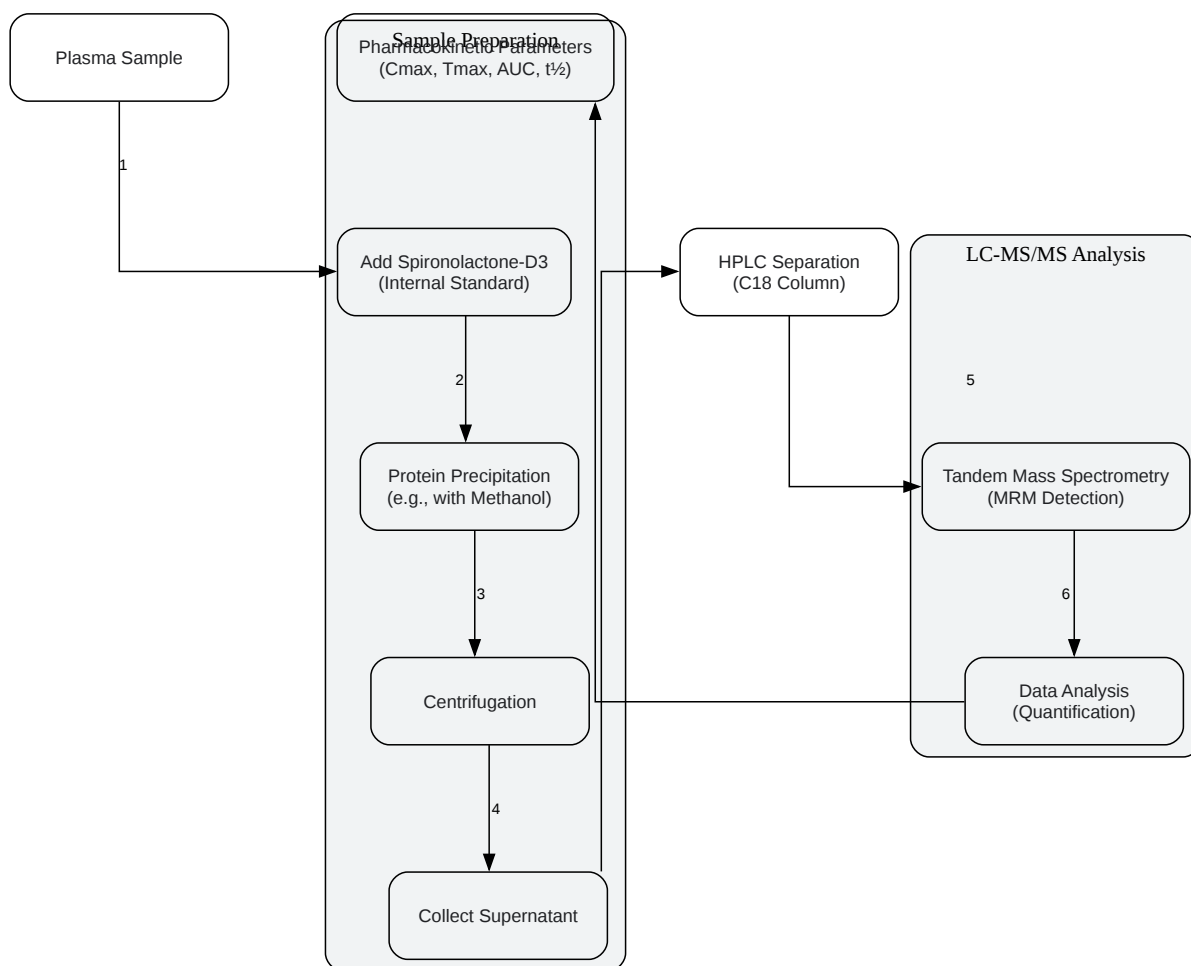 Plasma Sample
Sample Preparation
Pharmacokinetic Parameters
(Cmax, Tmax, AUC, t½)
1
Add Spironolactone-D3
(Internal Standard)
HPLC Separation
(C18 Column)
LC-MS/MS Analysis
2
5
Protein Precipitation
(e.g., with Methanol)
Tandem Mass Spectrometry
(MRM Detection)
3
6
Centrifugation
Data Analysis
(Quantification)
4
Collect Supernatant